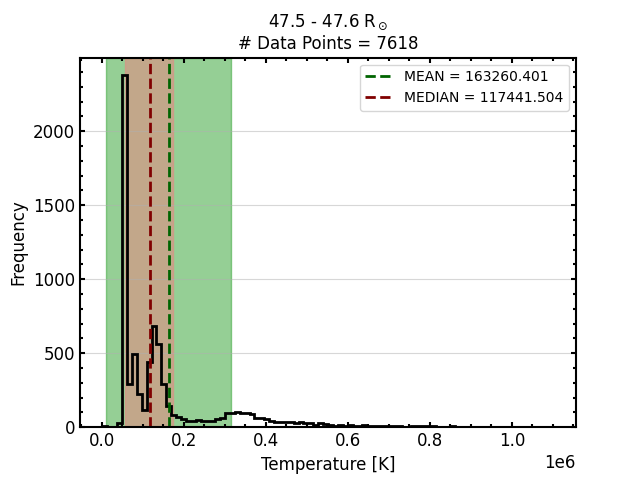 47.5 - 47.6 R⊙
# Data Points = 7618
MEAN = 163260.401
MEDIAN = 117441.504
Frequency
2000
1500
1000
500
0
0.0 0.2 0.4 0.6 0.8 1.0
1e6
Temperature [K]